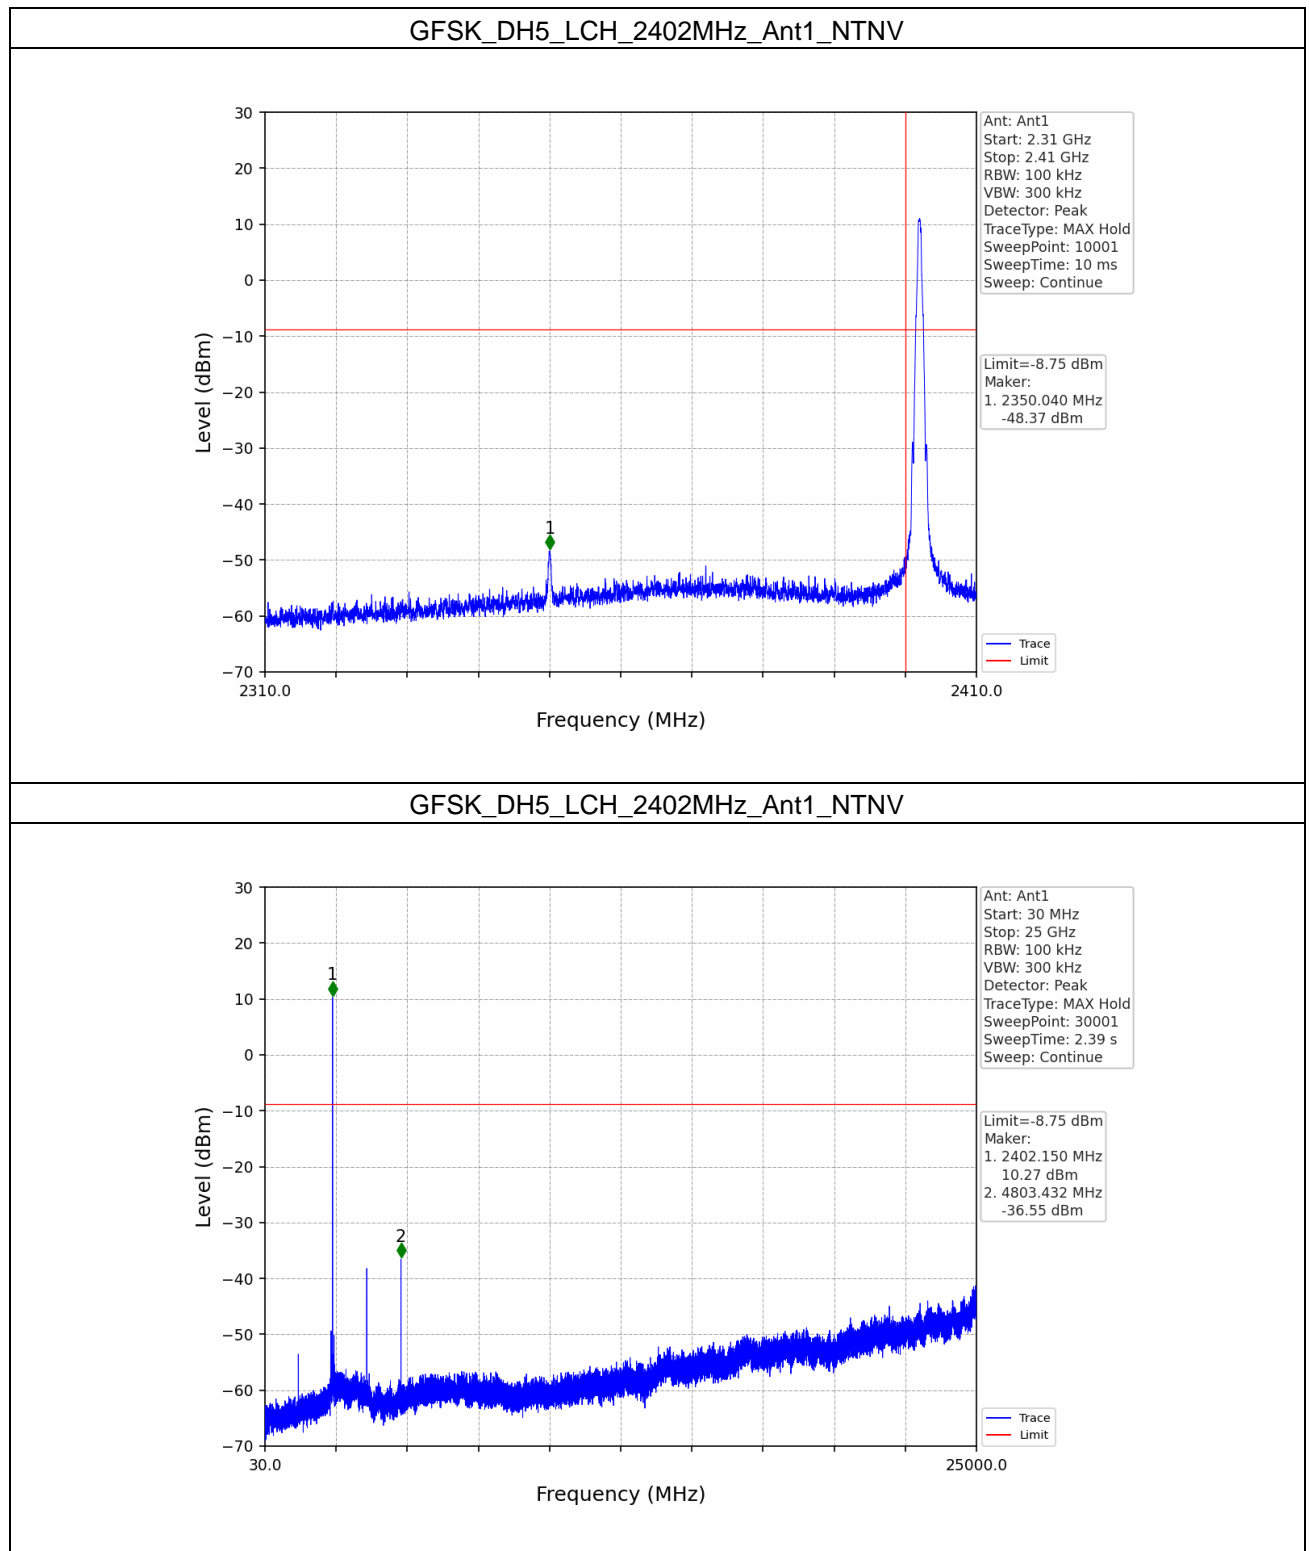 GFSK_DH5_LCH_2402MHz_Ant1_NTNV
30
20
10
0
−10
−20
−30
−40
−50
−60
−70
Level (dBm)
1
2310.0
2410.0
Frequency (MHz)
Ant: Ant1
Start: 2.31 GHz
Stop: 2.41 GHz
RBW: 100 kHz
VBW: 300 kHz
Detector: Peak
TraceType: MAX Hold
SweepPoint: 10001
SweepTime: 10 ms
Sweep: Continue
Limit=-8.75 dBm
Maker:
1. 2350.040 MHz
-48.37 dBm
Trace
Limit
GFSK_DH5_LCH_2402MHz_Ant1_NTNV
30
20
10
0
−10
−20
−30
−40
−50
−60
−70
Level (dBm)
1
2
30.0
25000.0
Frequency (MHz)
Ant: Ant1
Start: 30 MHz
Stop: 25 GHz
RBW: 100 kHz
VBW: 300 kHz
Detector: Peak
TraceType: MAX Hold
SweepPoint: 30001
SweepTime: 2.39 s
Sweep: Continue
Limit=-8.75 dBm
Maker:
1. 2402.150 MHz
10.27 dBm
2. 4803.432 MHz
-36.55 dBm
Trace
Limit